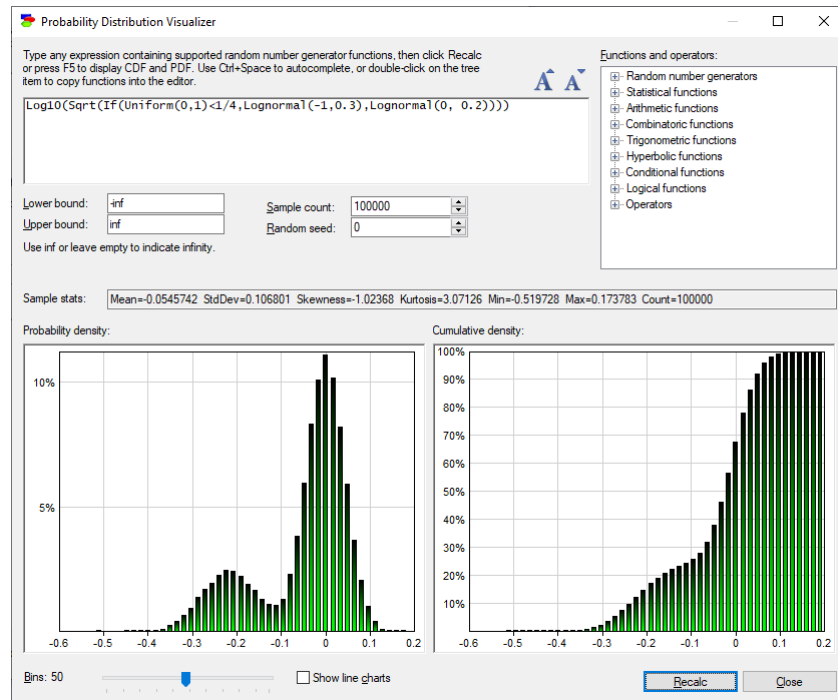 Probability Distribution Visualizer
Type any expression containing supported random number generator functions, then click Recalc
or press F5 to display CDF and PDF. Use Ctrl+Space to autocomplete, or double-click on the tree
item to copy functions into the editor.
A A
Functions and operators:
Log10(Sqrt(If(Uniform(0,1)<1/4,Lognormal(-1,0.3),Lognormal(0, 0.2))))
Random number generators
Statistical functions
Arithmetic functions
Combinatoric functions
Trigonometric functions
Hyperbolic functions
Conditional functions
Logical functions
Operators
Lower bound: -inf
Upper bound: inf
Sample count: 100000
Random seed: 0
Use inf or leave empty to indicate infinity.
Sample stats: Mean=-0.0545742 StdDev=0.106801 Skewness=-1.02368 Kurtosis=3.07126 Min=-0.519728 Max=0.173783 Count=100000
Probability density:
10%
5%
-0.6 -0.5 -0.4 -0.3 -0.2 -0.1 0 0.1 0.2
Cumulative density:
100%
90%
80%
70%
60%
50%
40%
30%
20%
10%
-0.6 -0.5 -0.4 -0.3 -0.2 -0.1 0 0.1 0.2
Bins: 50
Show line charts
Recalc
Close